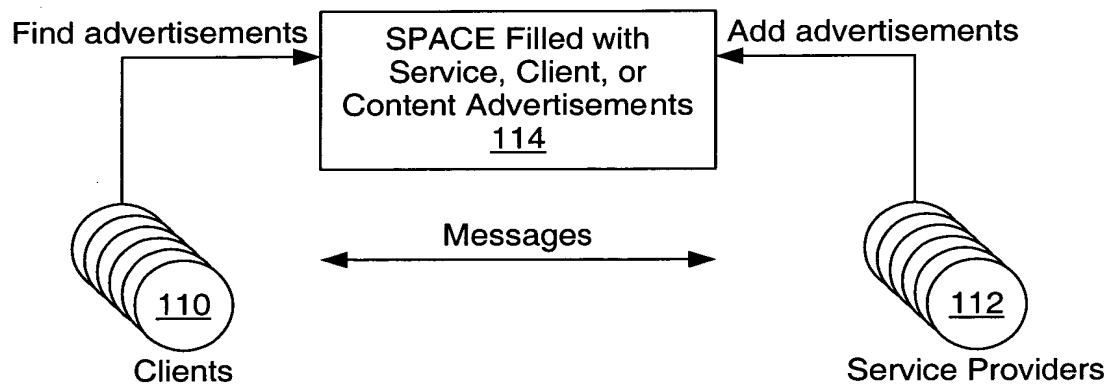 Find advertisements
SPACE Filled with
Service, Client, or
Content Advertisements
114
Add advertisements
Messages
110
Clients
112
Service Providers